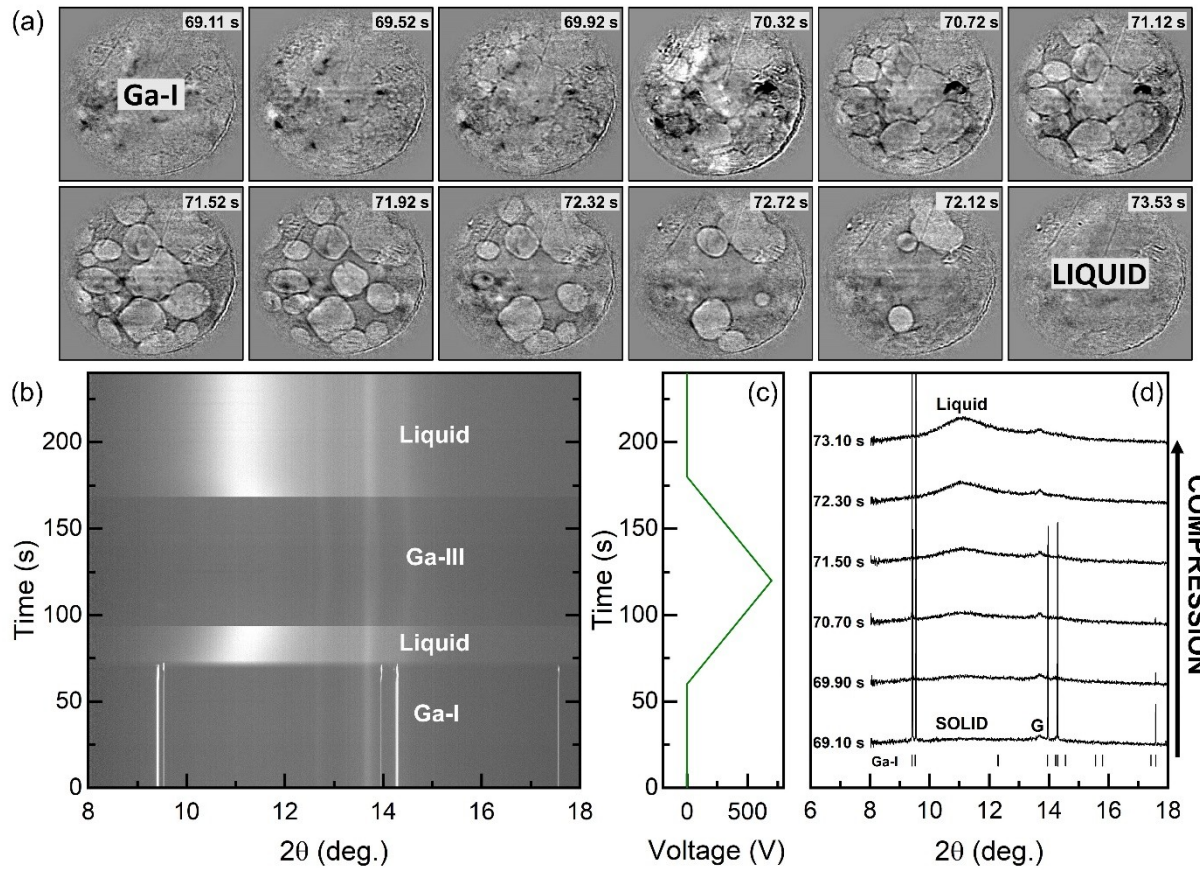 (a)
69.11 s
69.52 s
69.92 s
70.32 s
70.72 s
71.12 s
Ga-I
71.52 s
71.92 s
72.32 s
72.72 s
72.12 s
73.53 s
LIQUID
(b)
Liquid
Ga-III
Liquid
Ga-I
200
150
100
50
0
Time (s)
8 10 12 14 16 18
2θ (deg.)
(c)
200
150
100
50
0
Time (s)
0 500
Voltage (V)
(d)
Liquid
73.10 s
72.30 s
71.50 s
70.70 s
69.90 s
69.10 s
SOLID
G
Ga-I
COMPRESSION
6 8 10 12 14 16 18
2θ (deg.)